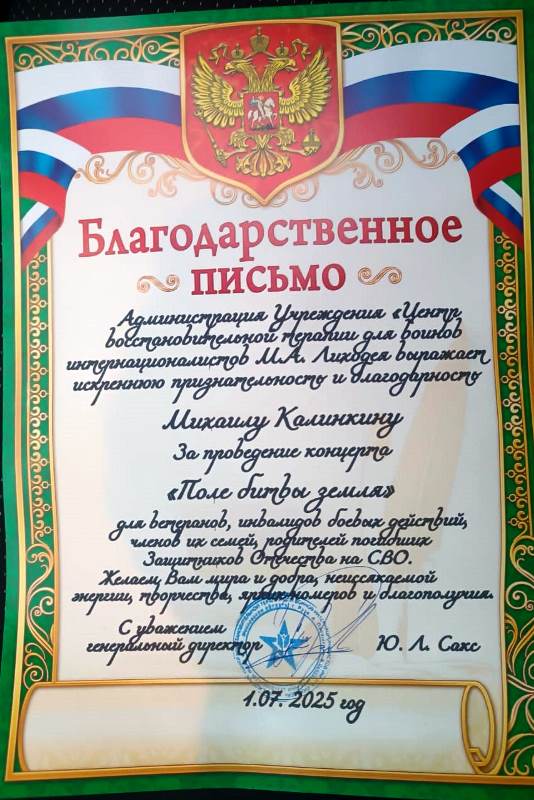 Благодарственное
письмо
Администрация Учреждения «Центр
восстановительной терапии для воинов
интернационалистов М.А. Лиходея выражает
искреннюю признательность и благодарность
Михаилу Калинкину
За проведение концерта
«Поле битвы земля»
для ветеранов, инвалидов боевых действий,
членов их семей, родителей погибших
Защитников Отечества на СВО.
Желаем Вам мира и добра, неиссякаемой
энергии, творчества, ярких номеров и благополучия.
С уважением
генеральный директор Ю. Л. Сакс
1.07. 2025 год